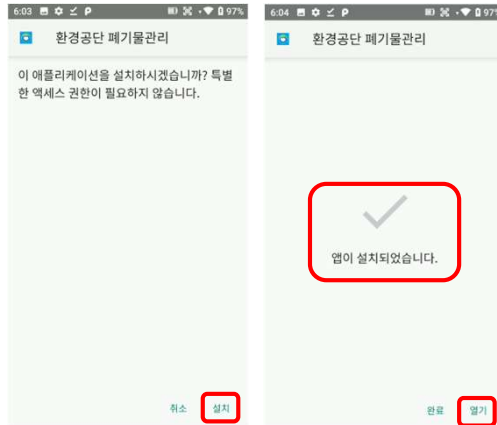 6:03 97%
환경공단 폐기물관리
이 애플리케이션을 설치하시겠습니까? 특별
한 액세스 권한이 필요하지 않습니다.
취소 설치
6:04 97%
환경공단 폐기물관리
앱이 설치되었습니다.
완료 열기